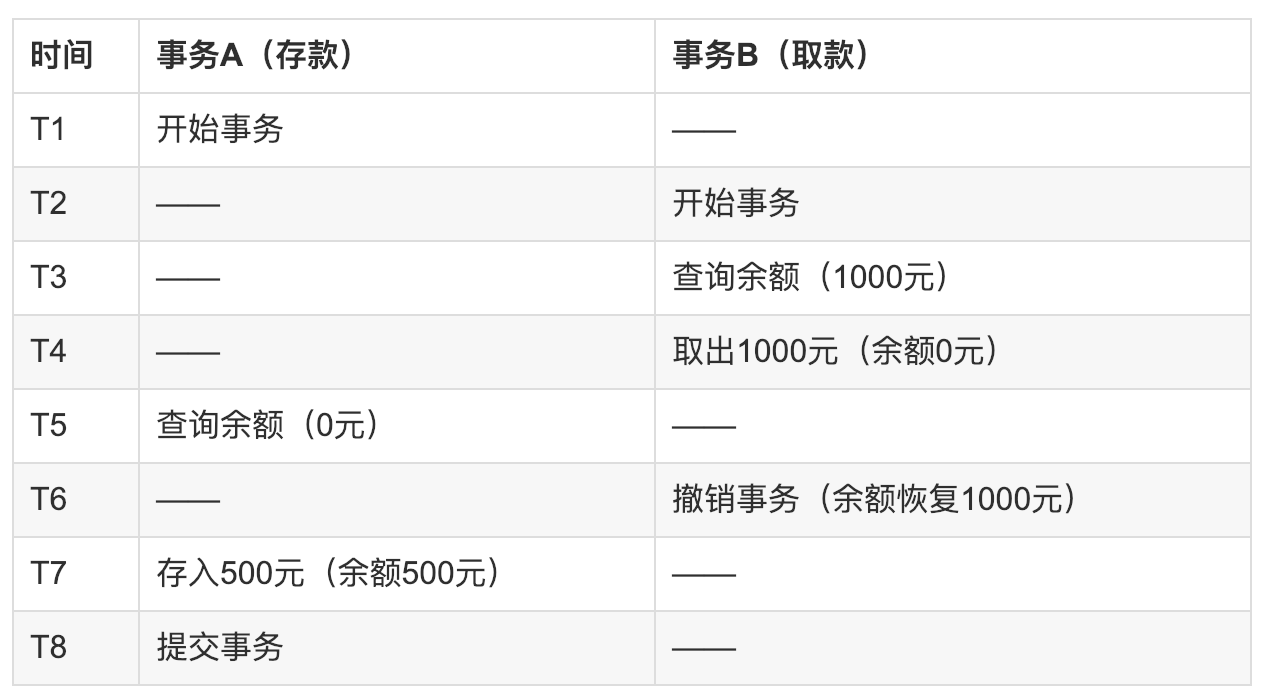 时间 事务A（存款） 事务B（取款）
T1 开始事务 ——
T2 —— 开始事务
T3 —— 查询余额（1000元）
T4 —— 取出1000元（余额0元）
T5 查询余额（0元） ——
T6 —— 撤销事务（余额恢复1000元）
T7 存入500元（余额500元） ——
T8 提交事务 ——